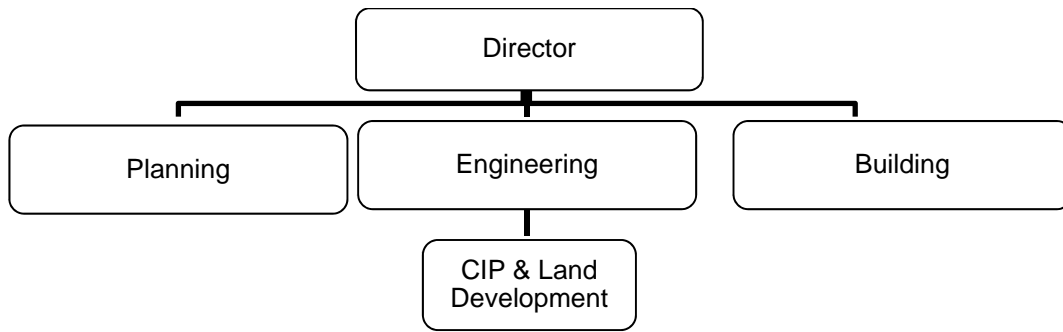 Director
Planning
Engineering
Building
CIP & Land
Development